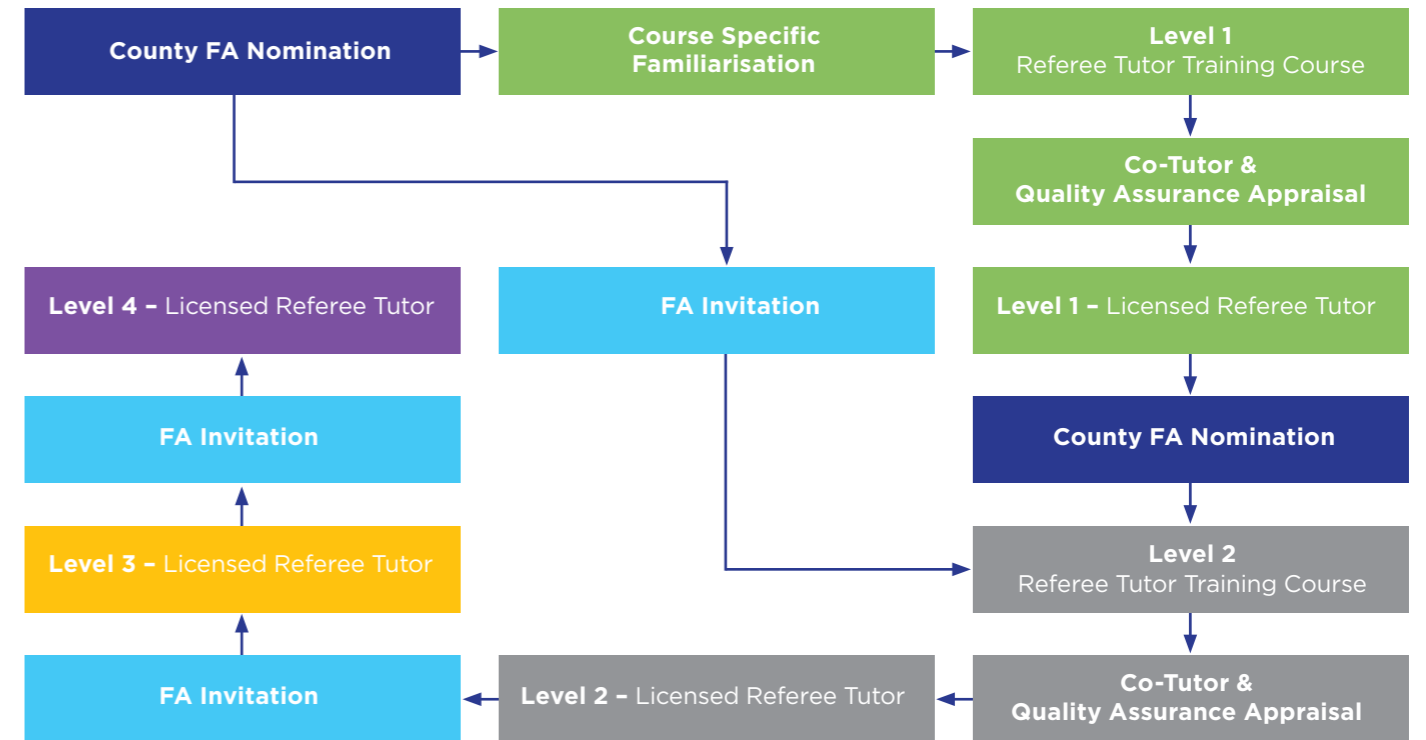 County FA Nomination
Course Specific
Familiarisation
Level 1
Referee Tutor Training Course
Co-Tutor &
Quality Assurance Appraisal
Level 4 – Licensed Referee Tutor
FA Invitation
Level 1 – Licensed Referee Tutor
FA Invitation
County FA Nomination
Level 3 – Licensed Referee Tutor
Level 2
Referee Tutor Training Course
FA Invitation
Level 2 – Licensed Referee Tutor
Co-Tutor &
Quality Assurance Appraisal